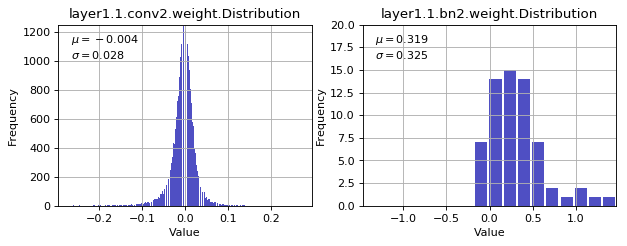 layer1.1.conv2.weight.Distribution
μ = −0.004
σ = 0.028
Frequency
1200
1000
800
600
400
200
0
−0.2 −0.1 0.0 0.1 0.2
Value
layer1.1.bn2.weight.Distribution
μ = 0.319
σ = 0.325
Frequency
20.0
17.5
15.0
12.5
10.0
7.5
5.0
2.5
0.0
−1.0 −0.5 0.0 0.5 1.0
Value